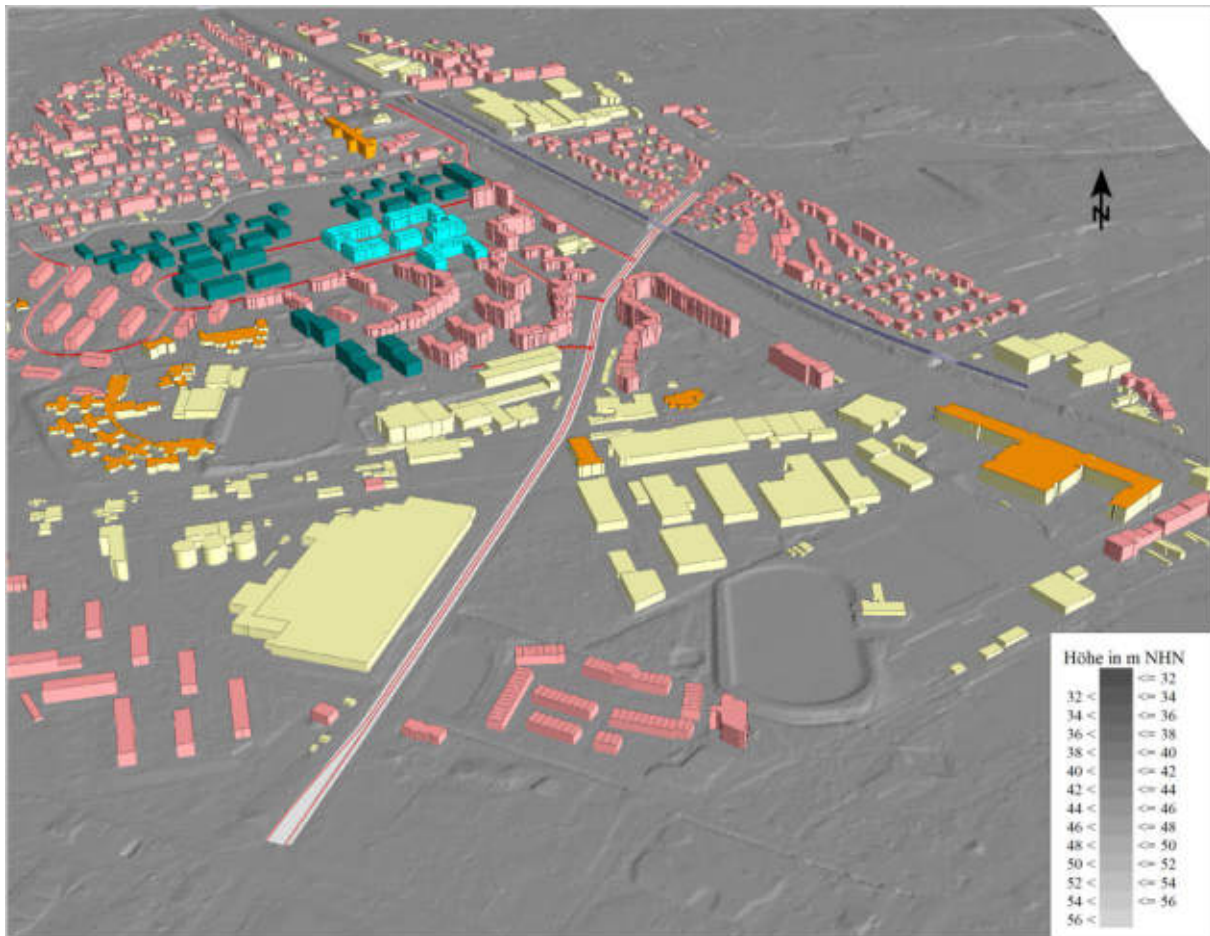 N
Höhe in m NHN
<= 32
32 < <= 34
34 < <= 36
36 < <= 38
38 < <= 40
40 < <= 42
42 < <= 44
44 < <= 46
46 < <= 48
48 < <= 50
50 < <= 52
52 < <= 54
54 < <= 56
56 <